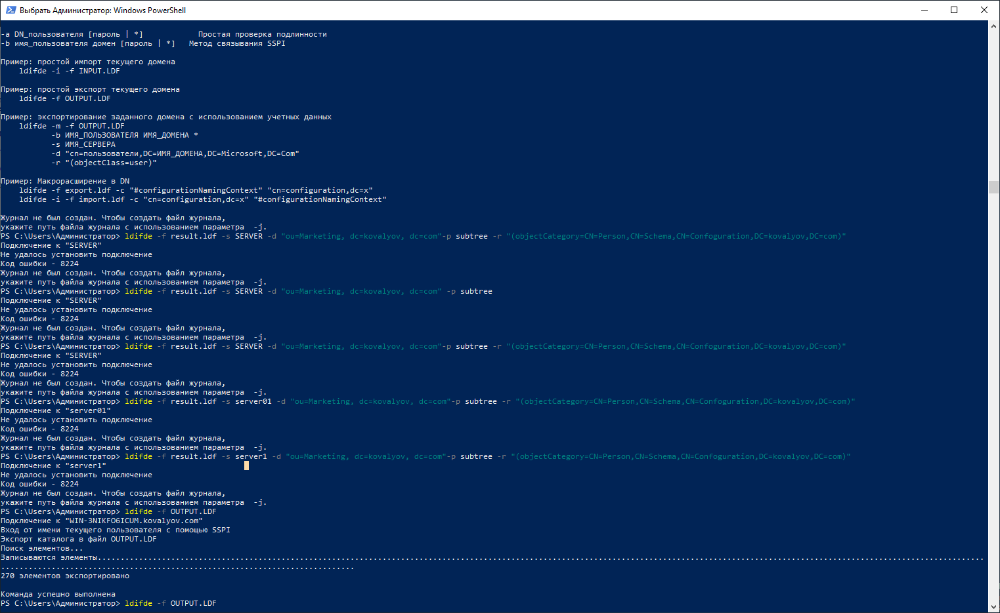 Выбрать Администратор: Windows PowerShell
-a DN_пользователя [пароль | *]            Простая проверка подлинности
-b имя_пользователя домен [пароль | *]   Метод связывания SSPI
Пример: простой импорт текущего домена
    ldifde -i -f INPUT.LDF
Пример: простой экспорт текущего домена
    ldifde -f OUTPUT.LDF
Пример: экспортирование заданного домена с использованием учетных данных
    ldifde -m -f OUTPUT.LDF
           -b ИМЯ_ПОЛЬЗОВАТЕЛЯ ИМЯ_ДОМЕНА *
           -s ИМЯ_СЕРВЕРА
           -d "cn=пользователи,DC=ИМЯ_ДОМЕНА,DC=Microsoft,DC=Com"
           -r "(objectClass=user)"
Пример: Макрорасширение в DN
    ldifde -f export.ldf -c "#configurationNamingContext" "cn=configuration,dc=x"
    ldifde -i -f import.ldf -c "cn=configuration,dc=x" "#configurationNamingContext"
Журнал не был создан. Чтобы создать файл журнала,
укажите путь файла журнала с использованием параметра  -j.
PS C:\Users\Администратор> ldifde -f result.ldf -s SERVER -d "ou=Marketing, dc=kovalyov, dc=com"-p subtree -r "(objectCategory=CN=Person,CN=Schema,CN=Confoguration,DC=kovalyov,DC=com)"
Подключение к "SERVER"
Не удалось установить подключение
Код ошибки - 8224
Журнал не был создан. Чтобы создать файл журнала,
укажите путь файла журнала с использованием параметра  -j.
PS C:\Users\Администратор> ldifde -f result.ldf -s SERVER -d "ou=Marketing, dc=kovalyov, dc=com" -p subtree
Подключение к "SERVER"
Не удалось установить подключение
Код ошибки - 8224
Журнал не был создан. Чтобы создать файл журнала,
укажите путь файла журнала с использованием параметра  -j.
PS C:\Users\Администратор> ldifde -f result.ldf -s SERVER -d "ou=Marketing, dc=kovalyov, dc=com"-p subtree -r "(objectCategory=CN=Person,CN=Schema,CN=Confoguration,DC=kovalyov,DC=com)"
Подключение к "SERVER"
Не удалось установить подключение
Код ошибки - 8224
Журнал не был создан. Чтобы создать файл журнала,
укажите путь файла журнала с использованием параметра  -j.
PS C:\Users\Администратор> ldifde -f result.ldf -s server01 -d "ou=Marketing, dc=kovalyov, dc=com"-p subtree -r "(objectCategory=CN=Person,CN=Schema,CN=Confoguration,DC=kovalyov,DC=com)"
Подключение к "server01"
Не удалось установить подключение
Код ошибки - 8224
Журнал не был создан. Чтобы создать файл журнала,
укажите путь файла журнала с использованием параметра  -j.
PS C:\Users\Администратор> ldifde -f result.ldf -s server1 -d "ou=Marketing, dc=kovalyov, dc=com"-p subtree -r "(objectCategory=CN=Person,CN=Schema,CN=Confoguration,DC=kovalyov,DC=com)"
Подключение к "server1"
Не удалось установить подключение
Код ошибки - 8224
Журнал не был создан. Чтобы создать файл журнала,
укажите путь файла журнала с использованием параметра  -j.
PS C:\Users\Администратор> ldifde -f OUTPUT.LDF
Подключение к "WIN-3NIKFO6ICUM.kovalyov.com"
Вход от имени текущего пользователя с помощью SSPI
Экспорт каталога в файл OUTPUT.LDF
Поиск элементов...
Записываются элементы.................................................................................................................................................................................................
.............................................................................
270 элементов экспортировано
Команда успешно выполнена
PS C:\Users\Администратор> ldifde -f OUTPUT.LDF